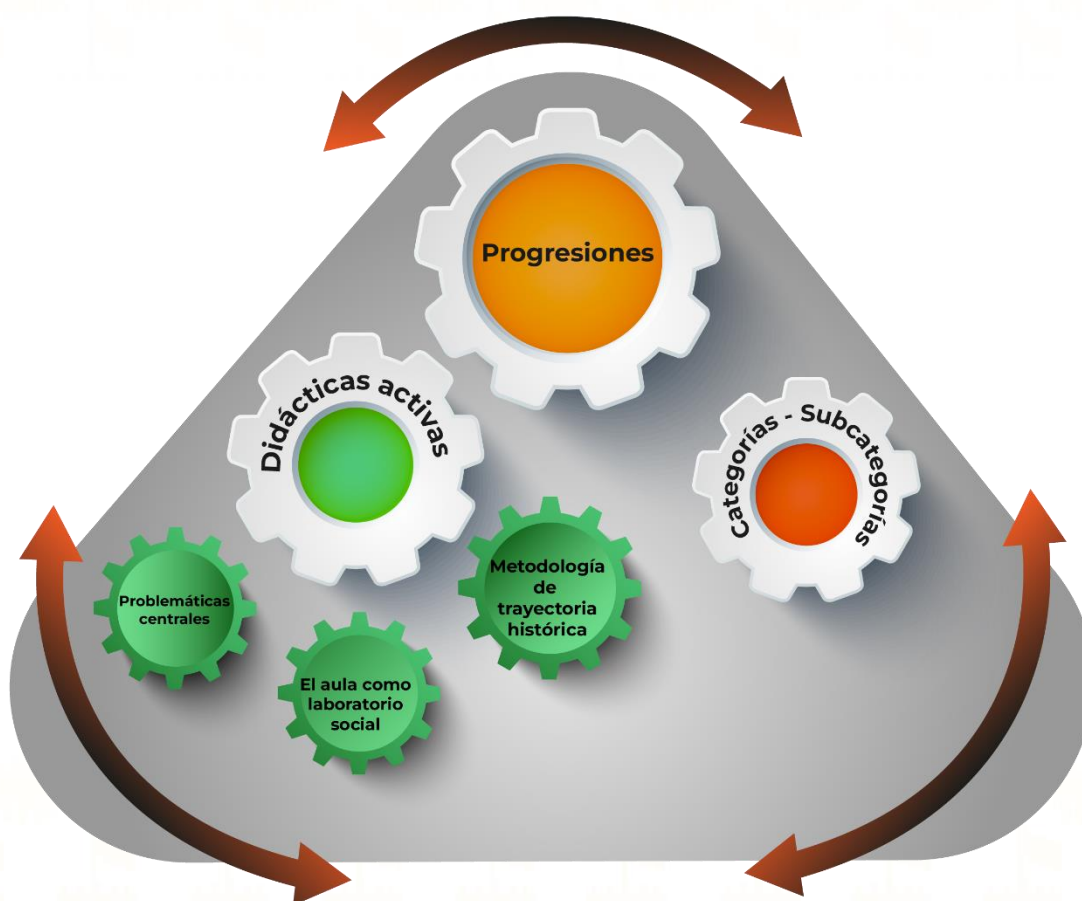 Progresiones
Didácticas activas
Categorías - Subcategorías
Problemáticas
centrales
El aula como
laboratorio
social
Metodología
de
trayectoria
histórica